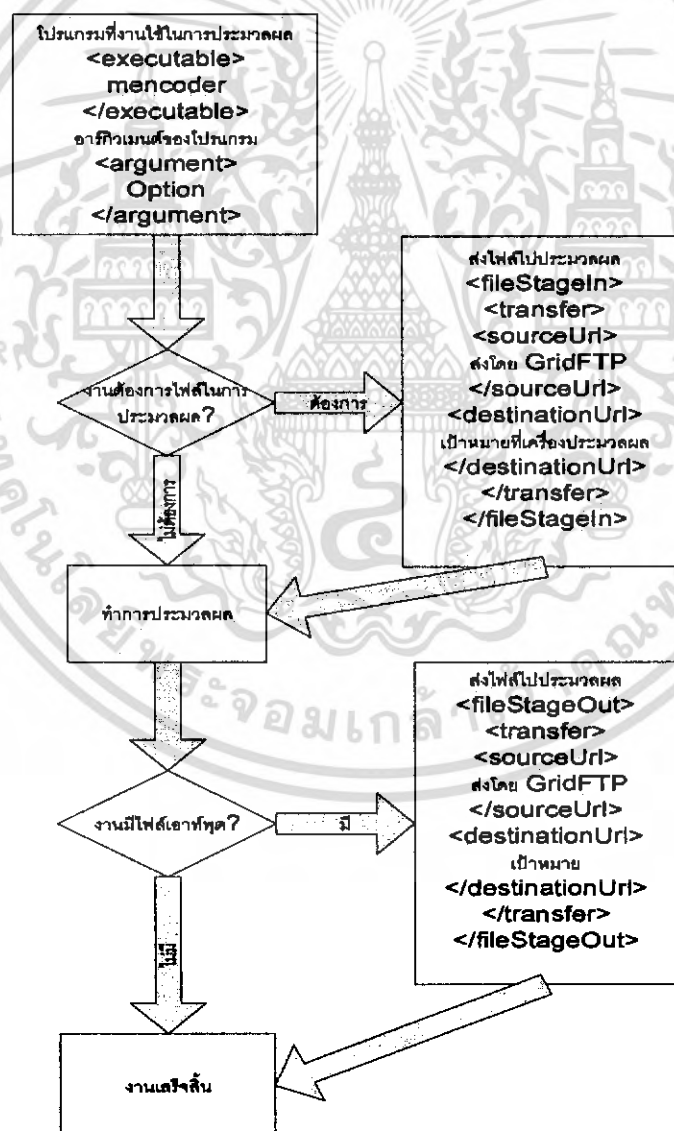 โปรแกรมที่งานใช้ในการประมวลผล
<executable>
mencoder
</executable>
อาร์กิวเมนต์ของโปรแกรม
<argument>
Option
</argument>
ส่งไฟล์ไปประมวลผล
<fileStageIn>
<transfer>
<sourceUrl>
ส่งโดย GridFTP
</sourceUrl>
<destinationUrl>
เป้าหมายที่เครื่องประมวลผล
</destinationUrl>
</transfer>
</fileStageIn>
งานต้องการไฟล์ในการ
ประมวลผล?
ต้องการ
ไม่ต้องการ
ทำการประมวลผล
ส่งไฟล์ไปประมวลผล
<fileStageOut>
<transfer>
<sourceUrl>
ส่งโดย GridFTP
</sourceUrl>
<destinationUrl>
เป้าหมาย
</destinationUrl>
</transfer>
</fileStageOut>
งานมีไฟล์เอาท์พุต?
มี
ไม่มี
งานเสร็จสิ้น
พระจอมเกล้า